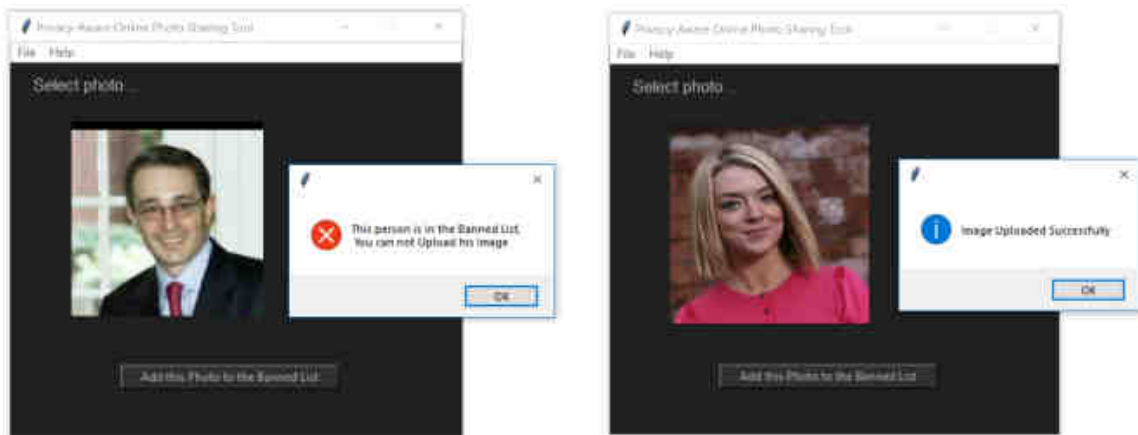 Privacy-Aware Online Photo Sharing Tool
File Help
Select photo...
This person is in the Banned List,
You can not Upload his Image
OK
Add this Photo to the Banned List
Privacy-Aware Online Photo Sharing Tool
File Help
Select photo...
Image Uploaded Successfully
OK
Add this Photo to the Banned List